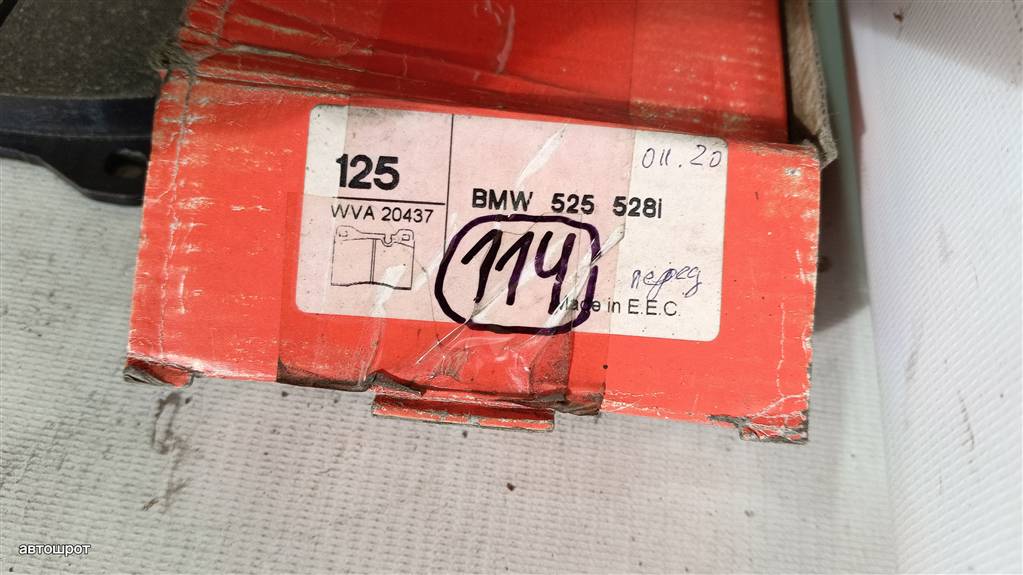 125
WVA 20437
BMW 525 528i
011.20
114
перед
Made in E.E.C.
автошрот